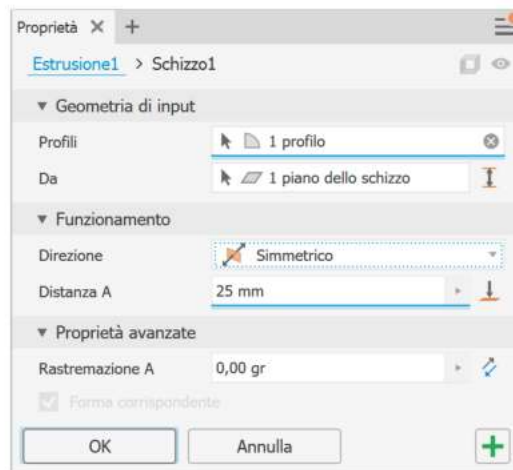 Proprietà
Estrusione1 > Schizzo1
Geometria di input
Profili 1 profilo
Da 1 piano dello schizzo
Funzionamento
Direzione Simmetrico
Distanza A 25 mm
Proprietà avanzate
Rastremazione A 0,00 gr
Forma corrispondente
OK Annulla